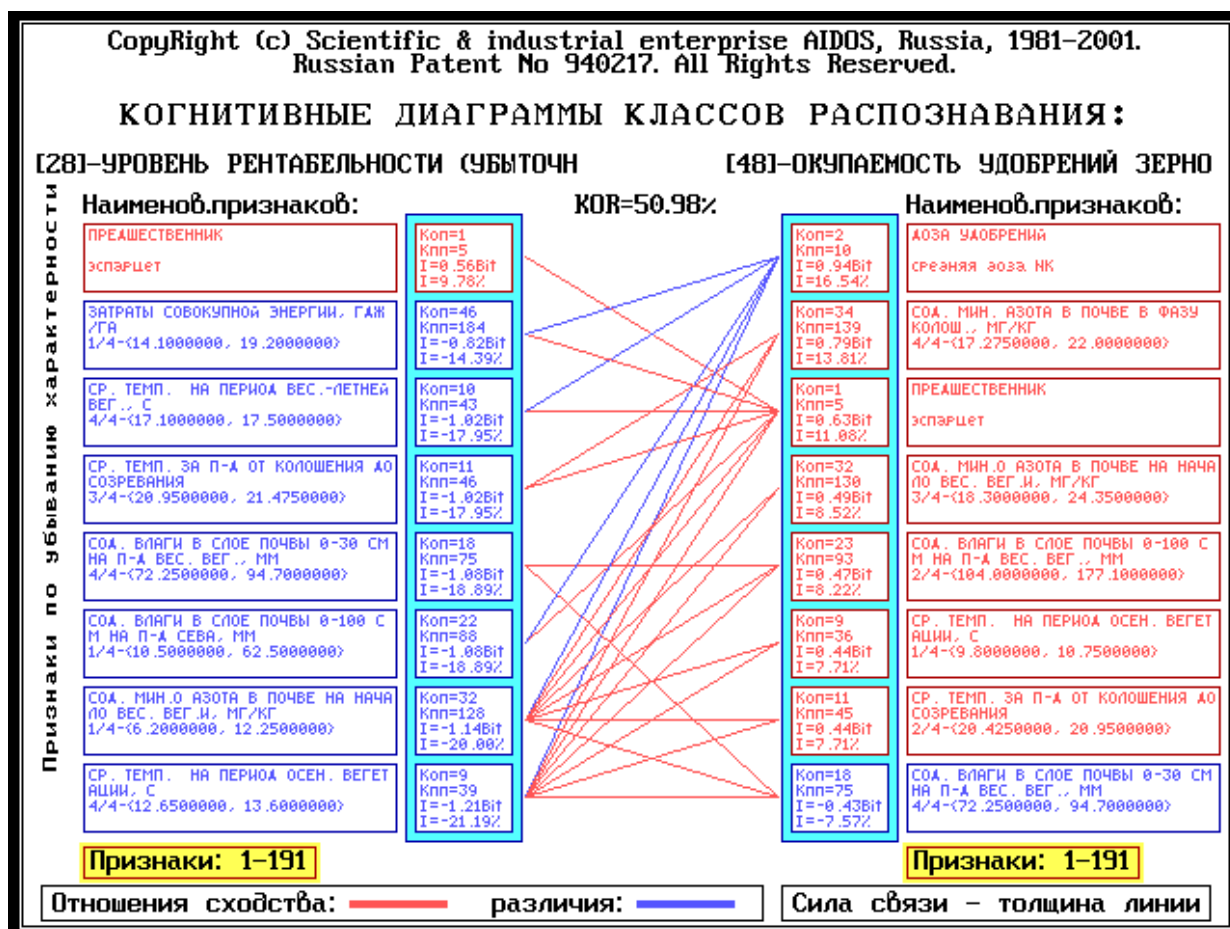 CopyRight (c) Scientific & industrial enterprise AIDOS, Russia, 1981-2001.
Russian Patent No 940217. All Rights Reserved.
КОГНИТИВНЫЕ ДИАГРАММЫ КЛАССОВ РАСПОЗНАВАНИЯ:
[28]-УРОВЕНЬ РЕНТАБЕЛЬНОСТИ (УБЫТОЧН
[48]-ОКУПАЕМОСТЬ УДОБРЕНИЙ ЗЕРНО
Признаки по убыванию характерности
Наименов.признаков:
KOR=50.98%
Наименов.признаков:
ПРЕДШЕСТВЕННИК
эспарцет
Коп=1
Кпп=5
I=0.56Bit
I=9.78%
ЗАТРАТЫ СОВОКУПНОЙ ЭНЕРГИИ, ГДЖ
/ГА
1/4-{14.1000000, 19.2000000}
Коп=46
Кпп=184
I=-0.82Bit
I=-14.39%
СР. ТЕМП. НА ПЕРИОД ВЕС.-ЛЕТНЕЙ
ВЕГ., С
4/4-{17.1000000, 17.5000000}
Коп=10
Кпп=43
I=-1.02Bit
I=-17.95%
СР. ТЕМП. ЗА П-Д ОТ КОЛОШЕНИЯ ДО
СОЗРЕВАНИЯ
3/4-{20.9500000, 21.4750000}
Коп=11
Кпп=46
I=-1.02Bit
I=-17.95%
СОД. ВЛАГИ В СЛОЕ ПОЧВЫ 0-30 СМ
НА П-Д ВЕС. ВЕГ., ММ
4/4-{72.2500000, 94.7000000}
Коп=18
Кпп=75
I=-1.08Bit
I=-18.89%
СОД. ВЛАГИ В СЛОЕ ПОЧВЫ 0-100 С
М НА П-Д СЕВА, ММ
1/4-{10.5000000, 62.5000000}
Коп=22
Кпп=88
I=-1.08Bit
I=-18.89%
СОД. МИН.О АЗОТА В ПОЧВЕ НА НАЧА
ЛО ВЕС. ВЕГ.И, МГ/КГ
1/4-{6.2000000, 12.2500000}
Коп=32
Кпп=128
I=-1.14Bit
I=-20.00%
СР. ТЕМП. НА ПЕРИОД ОСЕН. ВЕГЕТ
АЦИИ, С
4/4-{12.6500000, 13.6000000}
Коп=9
Кпп=39
I=-1.21Bit
I=-21.19%
Коп=2
Кпп=10
I=0.94Bit
I=16.54%
ДОЗА УДОБРЕНИЙ
средняя доза NK
Коп=34
Кпп=139
I=0.79Bit
I=13.81%
СОД. МИН. АЗОТА В ПОЧВЕ В ФАЗУ
КОЛОШ., МГ/КГ
4/4-{17.2750000, 22.0000000}
Коп=1
Кпп=5
I=0.63Bit
I=11.08%
ПРЕДШЕСТВЕННИК
эспарцет
Коп=32
Кпп=130
I=0.49Bit
I=8.52%
СОД. МИН.О АЗОТА В ПОЧВЕ НА НАЧА
ЛО ВЕС. ВЕГ.И, МГ/КГ
3/4-{18.3000000, 24.3500000}
Коп=23
Кпп=93
I=0.47Bit
I=8.22%
СОД. ВЛАГИ В СЛОЕ ПОЧВЫ 0-100 С
М НА П-Д ВЕС. ВЕГ., ММ
2/4-{104.0000000, 177.1000000}
Коп=9
Кпп=36
I=0.44Bit
I=7.71%
СР. ТЕМП. НА ПЕРИОД ОСЕН. ВЕГЕТ
АЦИИ, С
1/4-{9.8000000, 10.7500000}
Коп=11
Кпп=45
I=0.44Bit
I=7.71%
СР. ТЕМП. ЗА П-Д ОТ КОЛОШЕНИЯ ДО
СОЗРЕВАНИЯ
2/4-{20.4250000, 20.9500000}
Коп=18
Кпп=75
I=-0.43Bit
I=-7.57%
СОД. ВЛАГИ В СЛОЕ ПОЧВЫ 0-30 СМ
НА П-Д ВЕС. ВЕГ., ММ
4/4-{72.2500000, 94.7000000}
Признаки: 1-191
Признаки: 1-191
Отношения сходства:
различия:
Сила связи - толщина линии